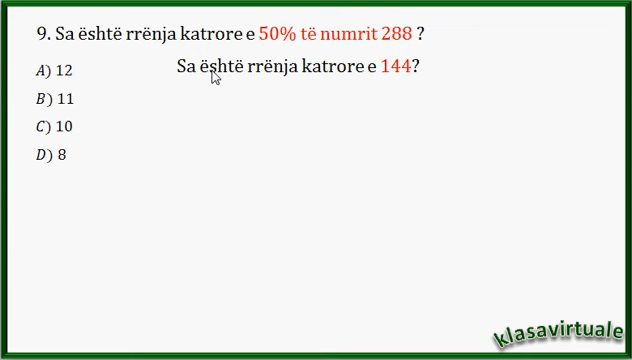 9. Sa është rrënja katrore e 50% të numrit 288 ?
Sa është rrënja katrore e 144?
A) 12
B) 11
C) 10
D) 8
klasavirtuale